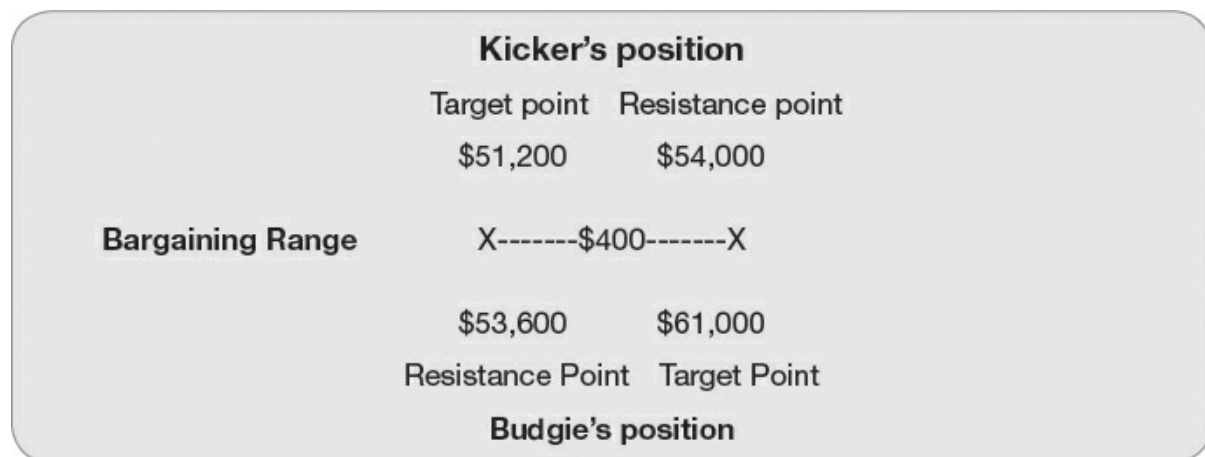 Kicker’s position
Target point Resistance point
$51,200 $54,000
Bargaining Range X-------$400-------X
$53,600 $61,000
Resistance Point Target Point
Budgie’s position